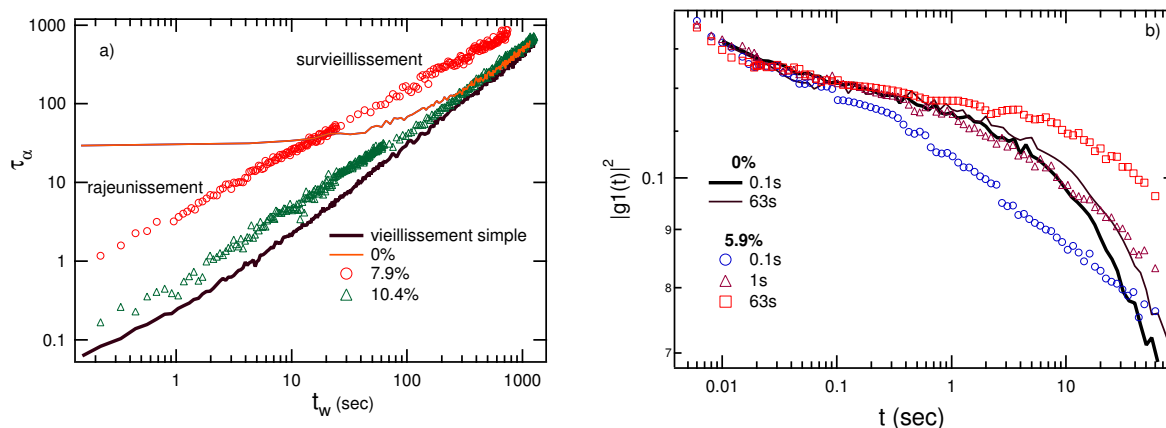 a)
1000
100
10
1
0.1
τα
survieillissement
rajeunissement
vieillissement simple
0%
7.9%
10.4%
1
10
100
1000
tw (sec)
b)
|g1(t)|²
0.1
9
8
7
0%
0.1s
63s
5.9%
0.1s
1s
63s
0.01
0.1
1
10
t (sec)